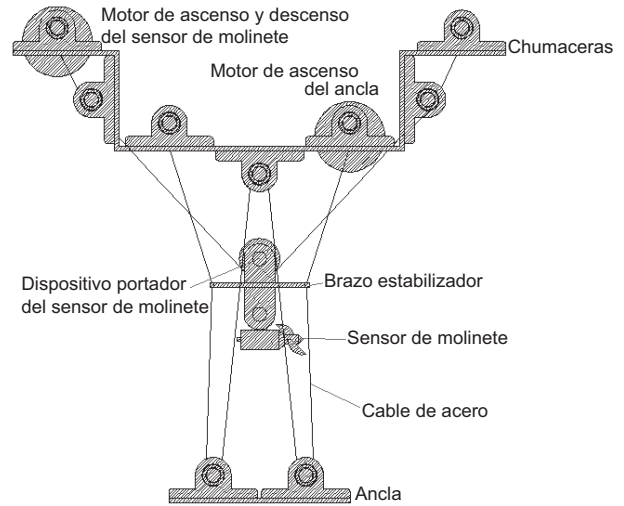 Motor de ascenso y descenso
del sensor de molinete
Chumaceras
Motor de ascenso
del ancla
Dispositivo portador
del sensor de molinete
Brazo estabilizador
Sensor de molinete
Cable de acero
Ancla